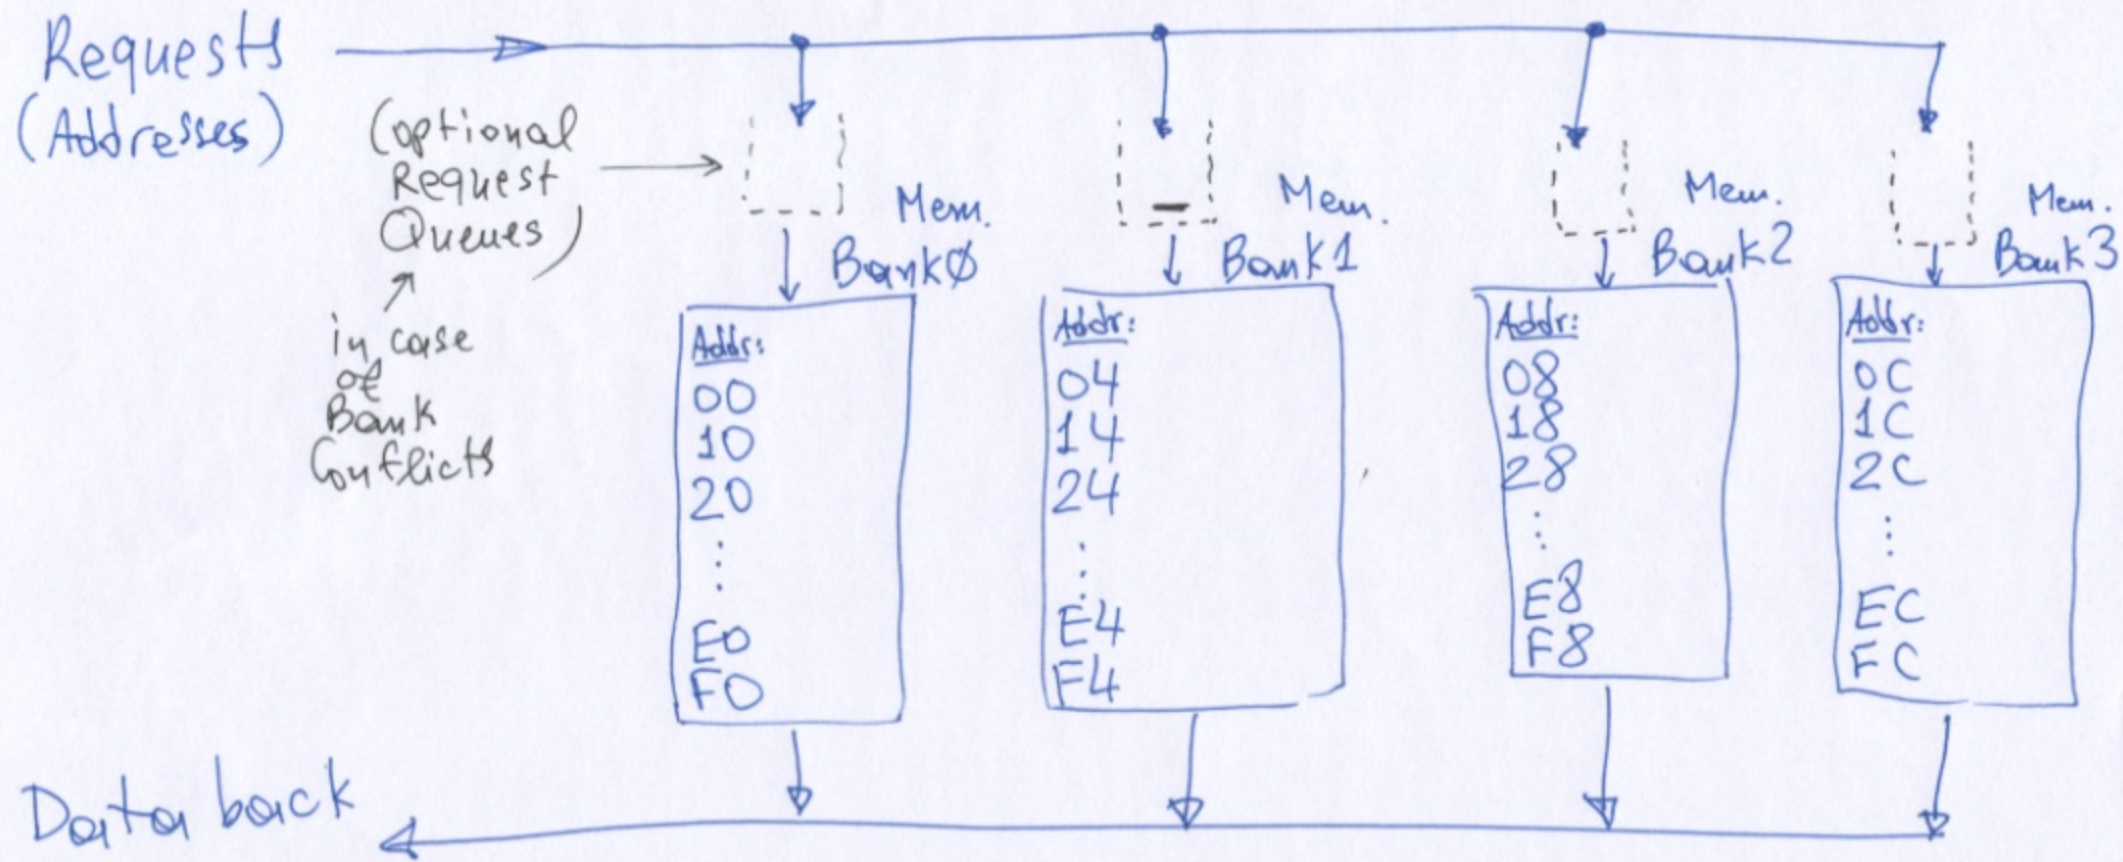 Requests
(Addresses)
(optional
Request
Queues)
in case
of
Bank
Conflicts
Mem.
BankØ
Mem.
Bank1
Mem.
Bank2
Mem.
Bank3
Addr:
00
10
20
⋮
E0
F0
Addr:
04
14
24
⋮
E4
F4
Addr:
08
18
28
⋮
E8
F8
Addr:
0C
1C
2C
⋮
EC
FC
Data back